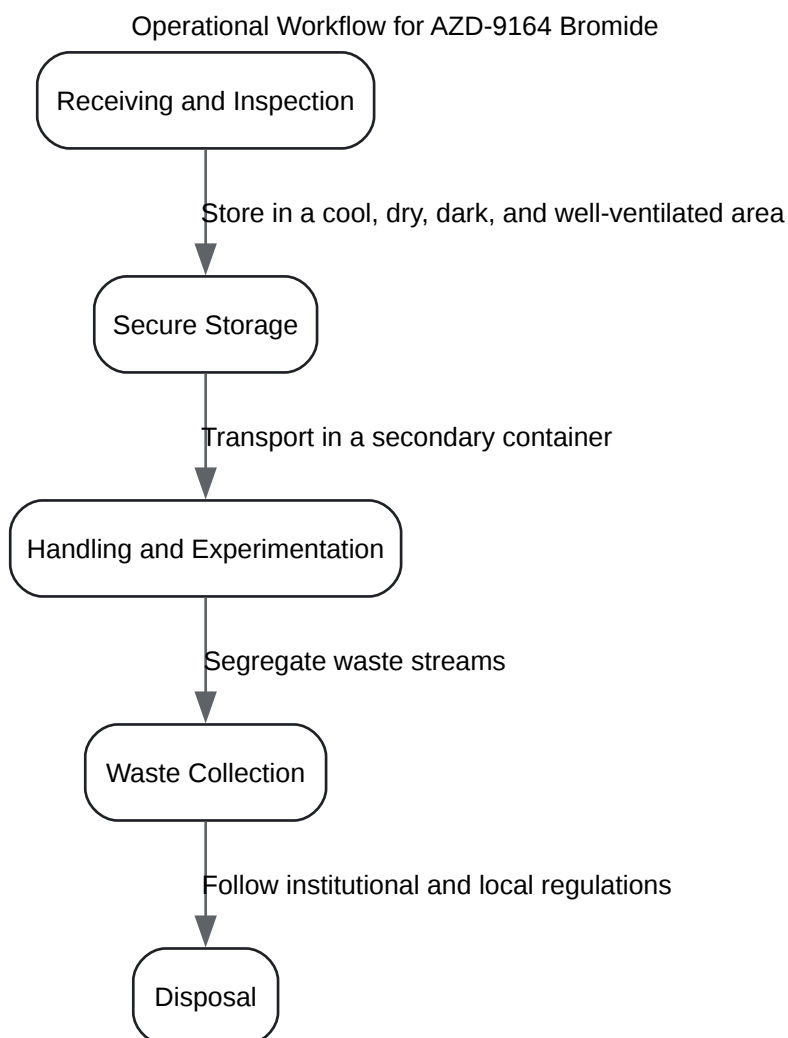 Operational Workflow for AZD-9164 Bromide
Receiving and Inspection
Store in a cool, dry, dark, and well-ventilated area
Secure Storage
Transport in a secondary container
Handling and Experimentation
Segregate waste streams
Waste Collection
Follow institutional and local regulations
Disposal